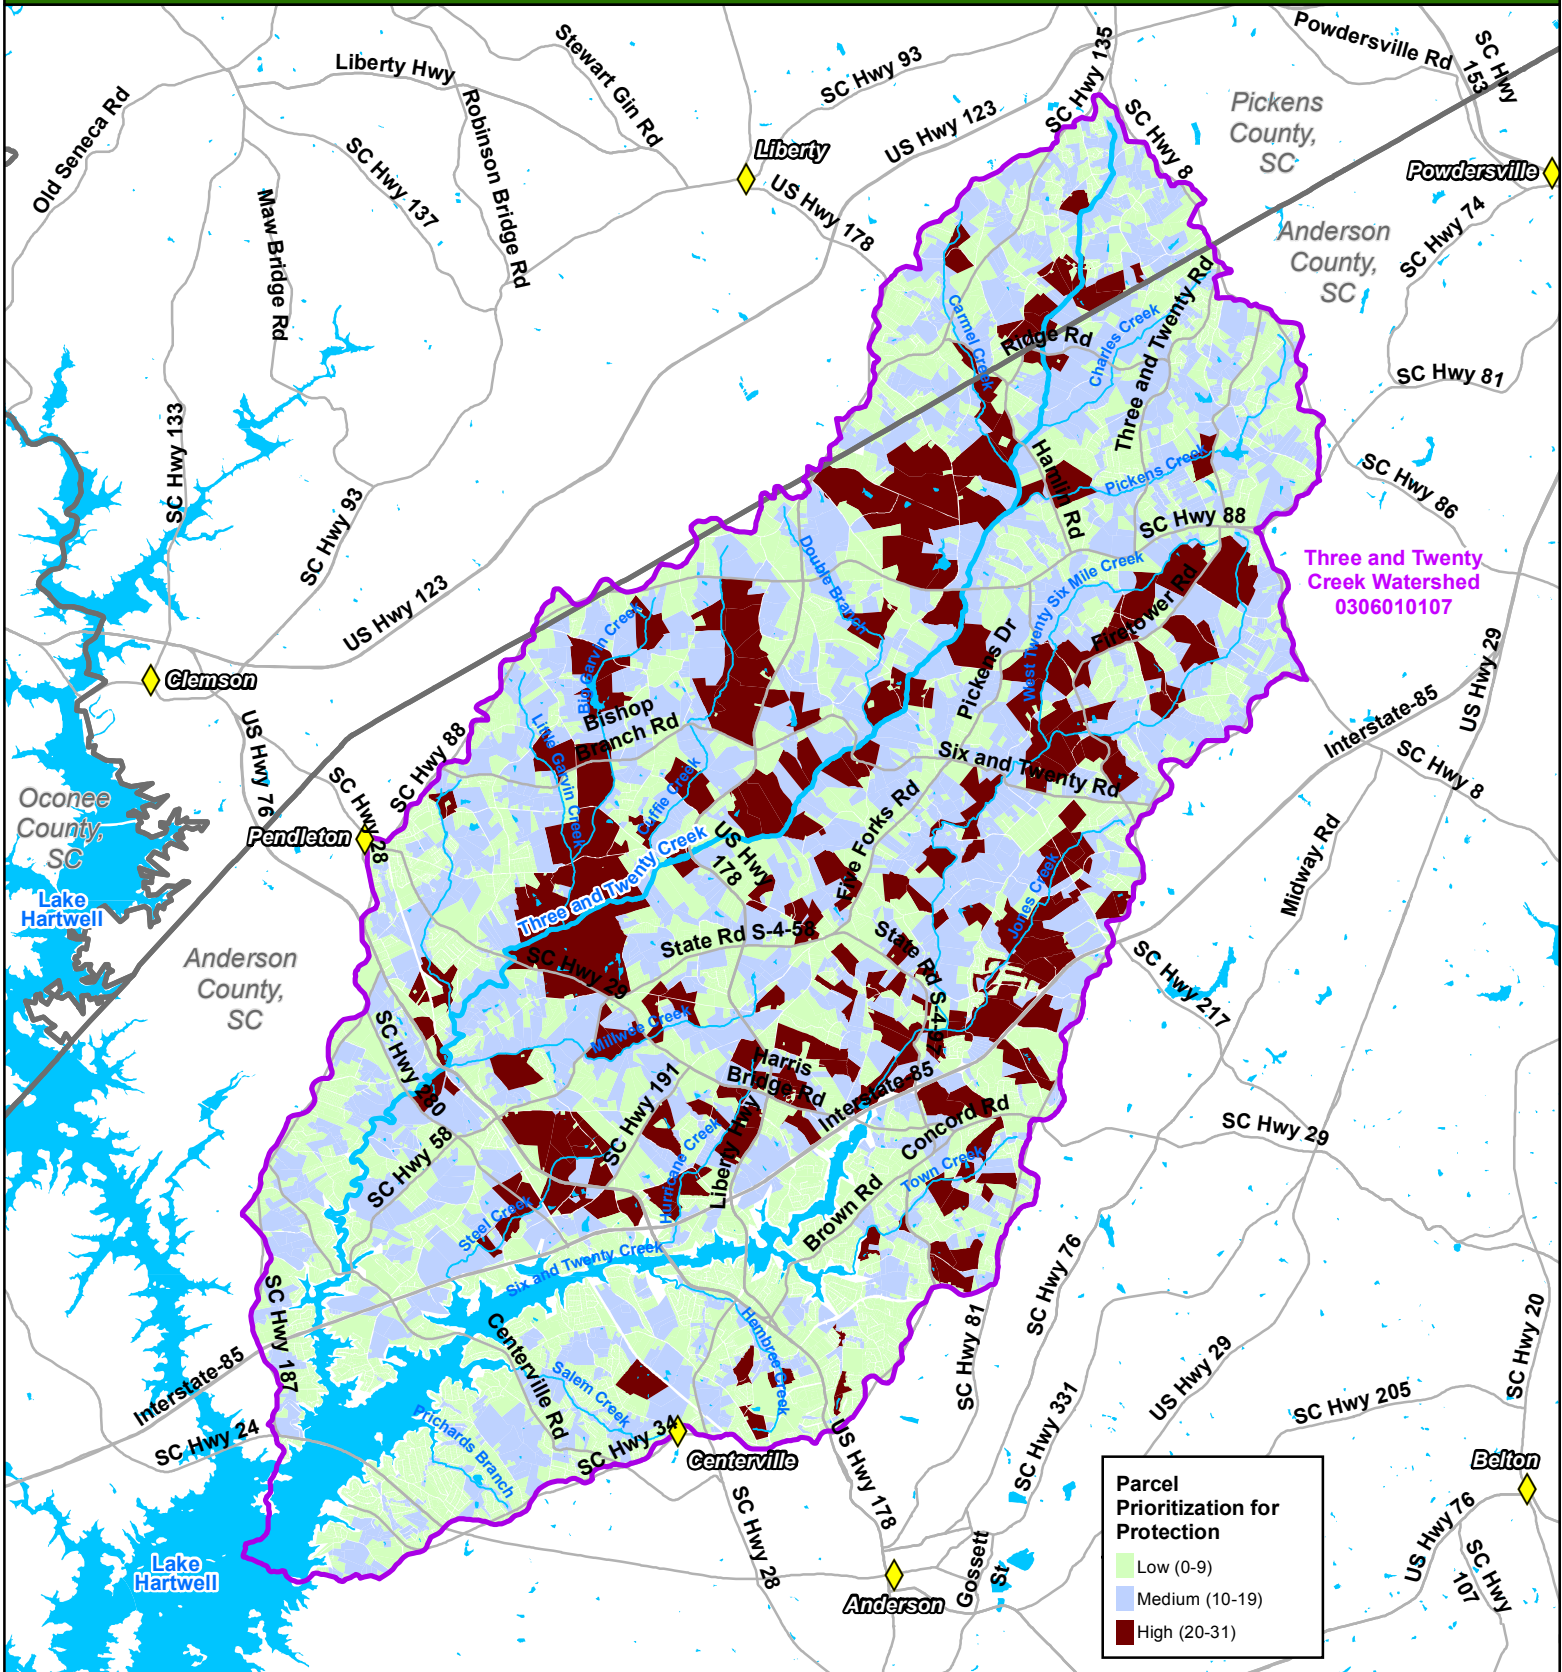 Powdersville Rd
SC Hwy
153
Stewart Gin Rd
Liberty Hwy
SC Hwy 93
SC Hwy 135
Old Seneca Rd
Robinson Bridge Rd
US Hwy 123
SC Hwy 8
Pickens
County,
SC
SC Hwy 137
Liberty
Powdersville
Maw Bridge Rd
US Hwy 178
SC Hwy 74
Anderson
County,
SC
Three and Twenty Rd
Carmel Creek
Charles Creek
Ridge Rd
SC Hwy 81
SC Hwy 133
Hamlin Rd
Pickens Creek
SC Hwy 86
SC Hwy 93
SC Hwy 88
Double Branch
West Twenty Six Mile Creek
Three and Twenty
Creek Watershed
0306010107
US Hwy 123
Firetower Rd
Big Garvin Creek
Pickens Dr
US Hwy 29
Clemson
Bishop
Branch Rd
Little Garvin Creek
Interstate-85
US Hwy 76
SC Hwy 88
Six and Twenty Rd
SC Hwy 8
SC Hwy 28
Cuffie Creek
Oconee
County,
SC
Pendleton
US Hwy
178
Five Forks Rd
Midway Rd
Three and Twenty Creek
Jones Creek
Lake
Hartwell
State Rd S-4-58
State Rd S-4-97
SC Hwy 29
SC Hwy 217
Anderson
County,
SC
Millwee Creek
SC Hwy 280
Harris
Bridge Rd
Interstate-85
SC Hwy 191
Concord Rd
SC Hwy 29
SC Hwy 58
Hurricane Creek
Liberty Hwy
Town Creek
Steel Creek
Brown Rd
Six and Twenty Creek
SC Hwy 76
SC Hwy 187
SC Hwy 81
SC Hwy 20
Centerville Rd
Hembree Creek
Interstate-85
Salem Creek
US Hwy 29
SC Hwy 331
SC Hwy 205
Prichards Branch
SC Hwy 24
SC Hwy 34
Centerville
US Hwy 178
Belton
SC Hwy 28
US Hwy 76
SC Hwy
107
Gossett
St
Lake
Hartwell
Anderson
Parcel
Prioritization for
Protection
Low (0-9)
Medium (10-19)
High (20-31)